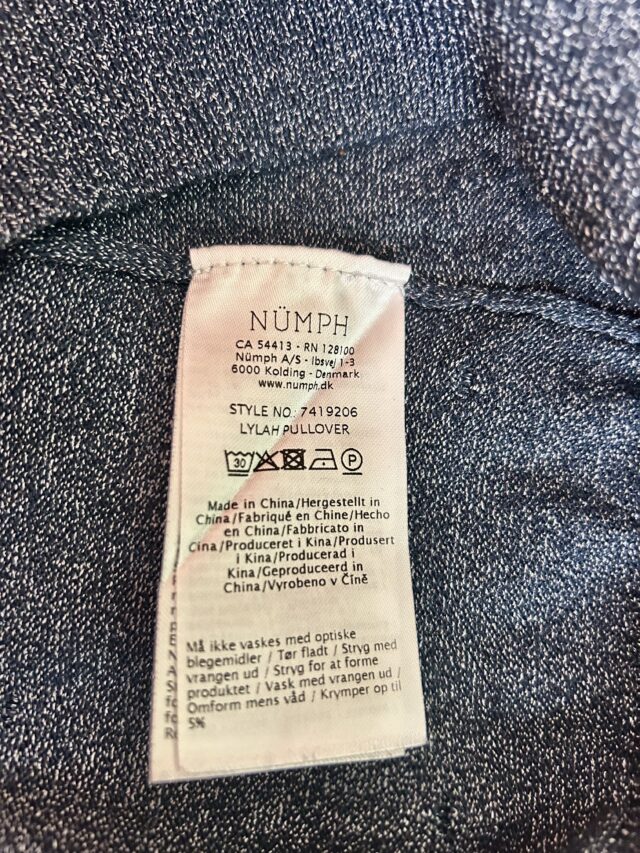 NÜMPH
CA 54413 - RN 128100
Nümph A/S - Ibsvej 1-3
6000 Kolding - Denmark
www.numph.dk
STYLE NO: 7419206
LYLAH PULLOVER
30 P
Made in China/Hergestellt in
China/Fabriqué en Chine/Hecho
en China/Fabbricato in
Cina/Produceret i Kina/Produsert
i Kina/Producerad i
Kina/Geproduceerd in
China/Vyrobeno v Číně
Må ikke vaskes med optiske
blegemidler / Tør fladt / Stryg med
vrangen ud / Stryg for at forme
produktet / Vask med vrangen ud /
Omform mens våd / Krymper op til
5%